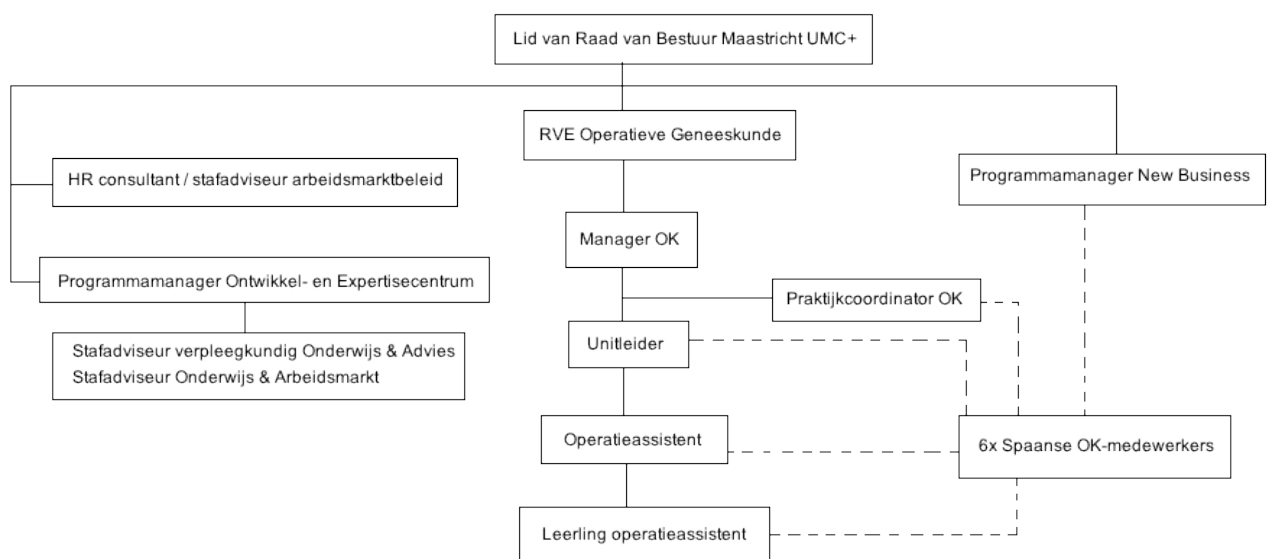 Lid van Raad van Bestuur Maastricht UMC+
RVE Operatieve Geneeskunde
HR consultant / stafadviseur arbeidsmarktbeleid
Programmamanager New Business
Manager OK
Programmamanager Ontwikkel- en Expertisecentrum
Praktijkcoordinator OK
Unitleider
Stafadviseur verpleegkundig Onderwijs & Advies
Stafadviseur Onderwijs & Arbeidsmarkt
Operatieassistent
6x Spaanse OK-medewerkers
Leerling operatieassistent